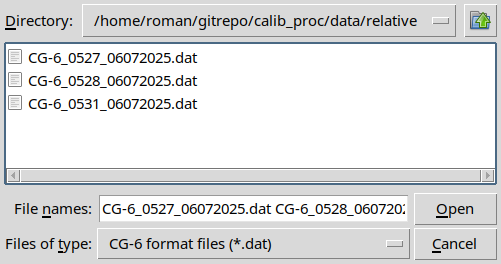 Directory: /home/roman/gitrepo/calib_proc/data/relative
CG-6_0527_06072025.dat
CG-6_0528_06072025.dat
CG-6_0531_06072025.dat
File names: CG-6_0527_06072025.dat CG-6_0528_060720 Open
Files of type: CG-6 format files (*.dat) Cancel